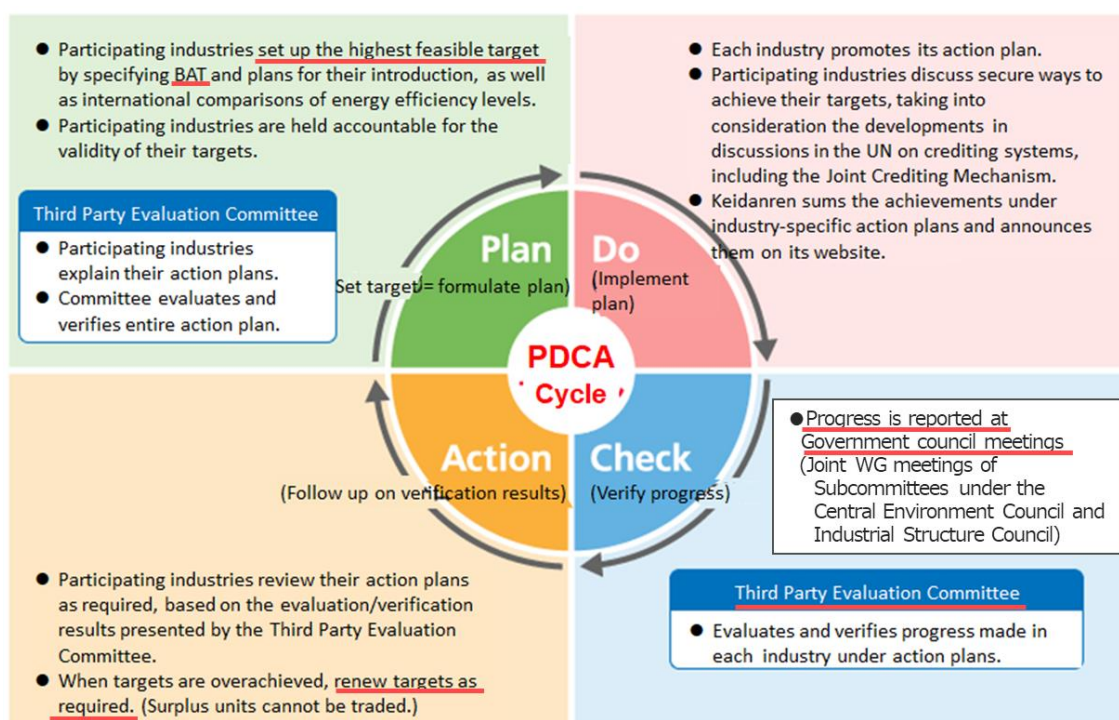 ● Participating industries set up the highest feasible target
by specifying BAT and plans for their introduction, as well
as international comparisons of energy efficiency levels.
● Participating industries are held accountable for the
validity of their targets.
Third Party Evaluation Committee
● Participating industries
explain their action plans.
● Committee evaluates and
verifies entire action plan.
● Each industry promotes its action plan.
● Participating industries discuss secure ways to
achieve their targets, taking into
consideration the developments in
discussions in the UN on crediting systems,
including the Joint Crediting Mechanism.
● Keidanren sums the achievements under
industry-specific action plans and announces
them on its website.
Plan
(Set target/= formulate plan)
Do
(Implement
plan)
PDCA
Cycle
Action
(Follow up on verification results)
Check
(Verify progress)
●Progress is reported at
Government council meetings
(Joint WG meetings of
Subcommittees under the
Central Environment Council and
Industrial Structure Council)
Third Party Evaluation Committee
● Evaluates and verifies progress made in
each industry under action plans.
● Participating industries review their action plans
as required, based on the evaluation/verification
results presented by the Third Party Evaluation
Committee.
● When targets are overachieved, renew targets as
required. (Surplus units cannot be traded.)